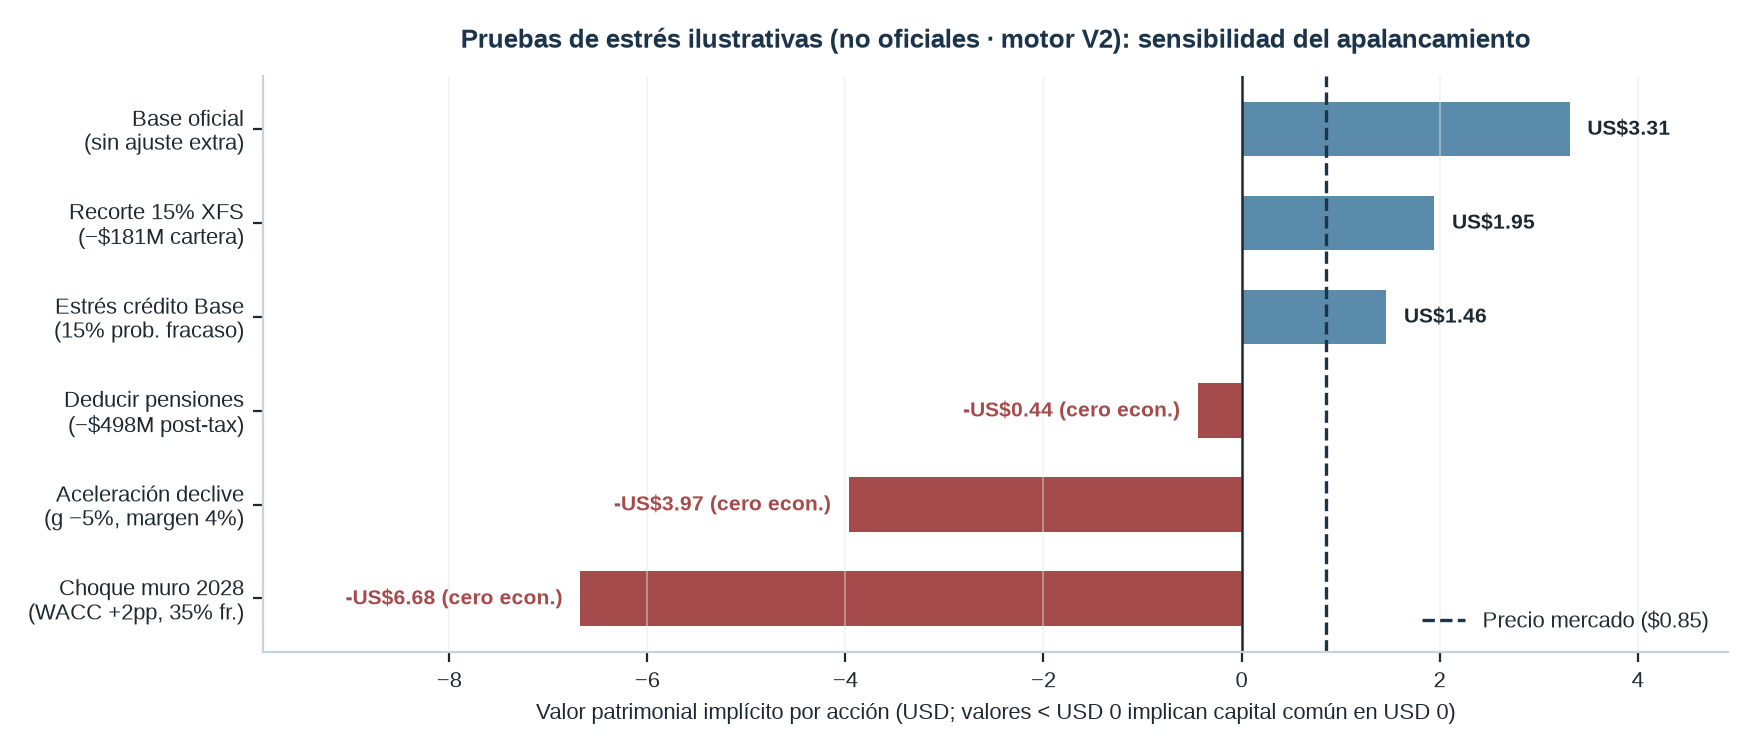 Pruebas de estrés ilustrativas (no oficiales · motor V2): sensibilidad del apalancamiento
Base oficial
(sin ajuste extra)
US$3.31
Recorte 15% XFS
(−$181M cartera)
US$1.95
Estrés crédito Base
(15% prob. fracaso)
US$1.46
Deducir pensiones
(−$498M post-tax)
-US$0.44 (cero econ.)
Aceleración declive
(g −5%, margen 4%)
-US$3.97 (cero econ.)
Choque muro 2028
(WACC +2pp, 35% fr.)
-US$6.68 (cero econ.)
Precio mercado ($0.85)
−8
−6
−4
−2
0
2
4
Valor patrimonial implícito por acción (USD; valores < USD 0 implican capital común en USD 0)